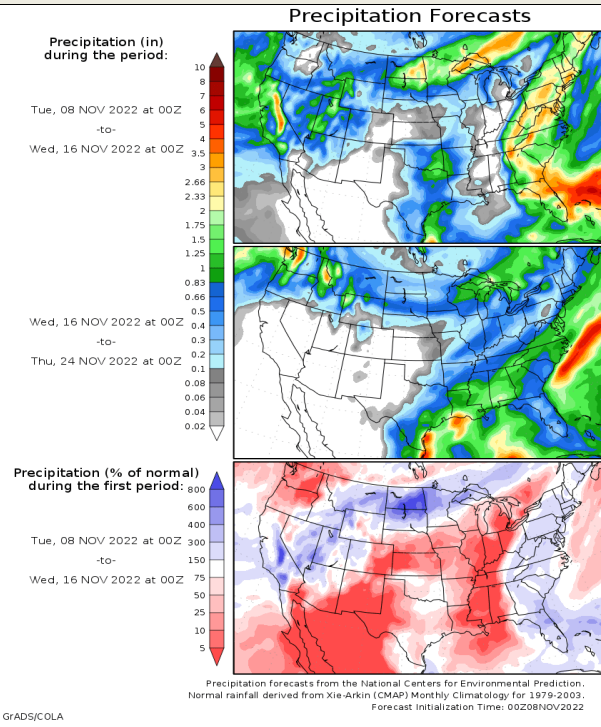 Precipitation Forecasts
Precipitation (in)
during the period:
Tue, 08 NOV 2022 at 00Z
-to-
Wed, 16 NOV 2022 at 00Z
10
8
7
6
5
4
3.5
3
2.66
2.33
2
1.75
1.5
1.25
1
0.83
0.66
0.5
0.4
0.3
0.2
0.1
0.08
0.06
0.04
0.02
Wed, 16 NOV 2022 at 00Z
-to-
Thu, 24 NOV 2022 at 00Z
Precipitation (% of normal)
during the first period:
Tue, 08 NOV 2022 at 00Z
-to-
Wed, 16 NOV 2022 at 00Z
800
600
400
300
150
75
50
25
10
5
Precipitation forecasts from the National Centers for Environmental Prediction.
Normal rainfall derived from Xie-Arkin (CMAP) Monthly Climatology for 1979-2003.
Forecast Initialization Time: 00Z08NOV2022
GrADS/COLA